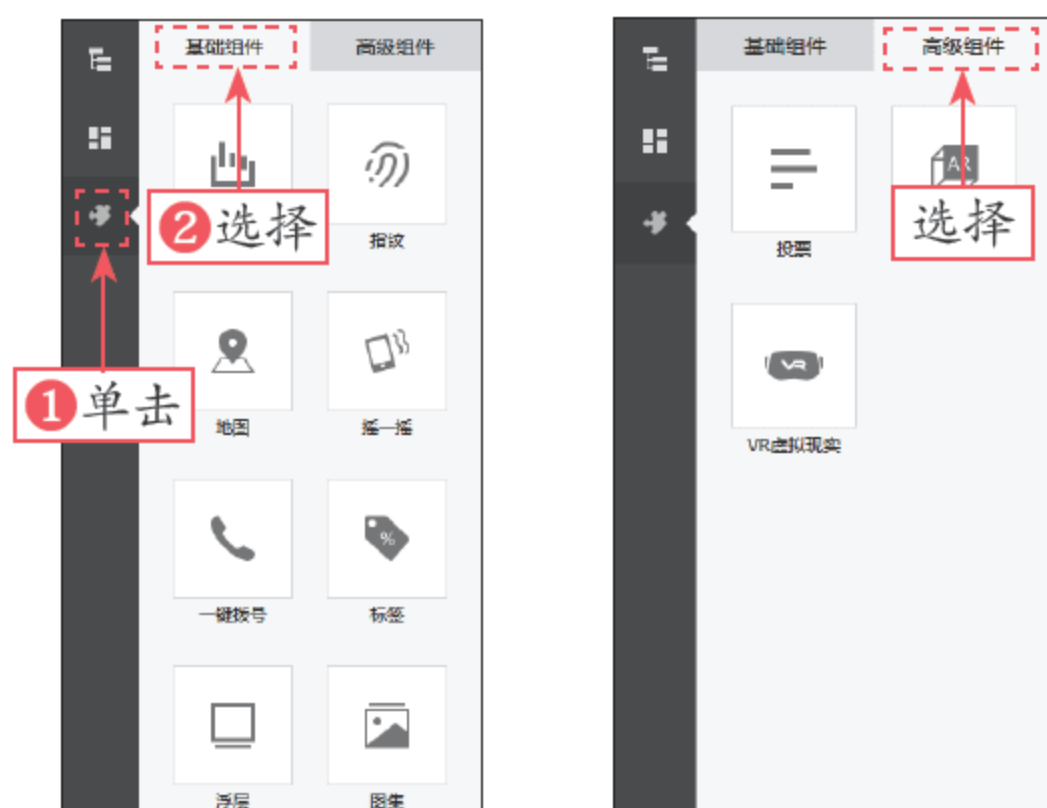 基础组件 高级组件
❷选择
指纹
❶单击
地图 摇一摇
一键拨号 标签
%
浮层 图集
基础组件 高级组件
AR
选择
投票
VR
VR虚拟现实